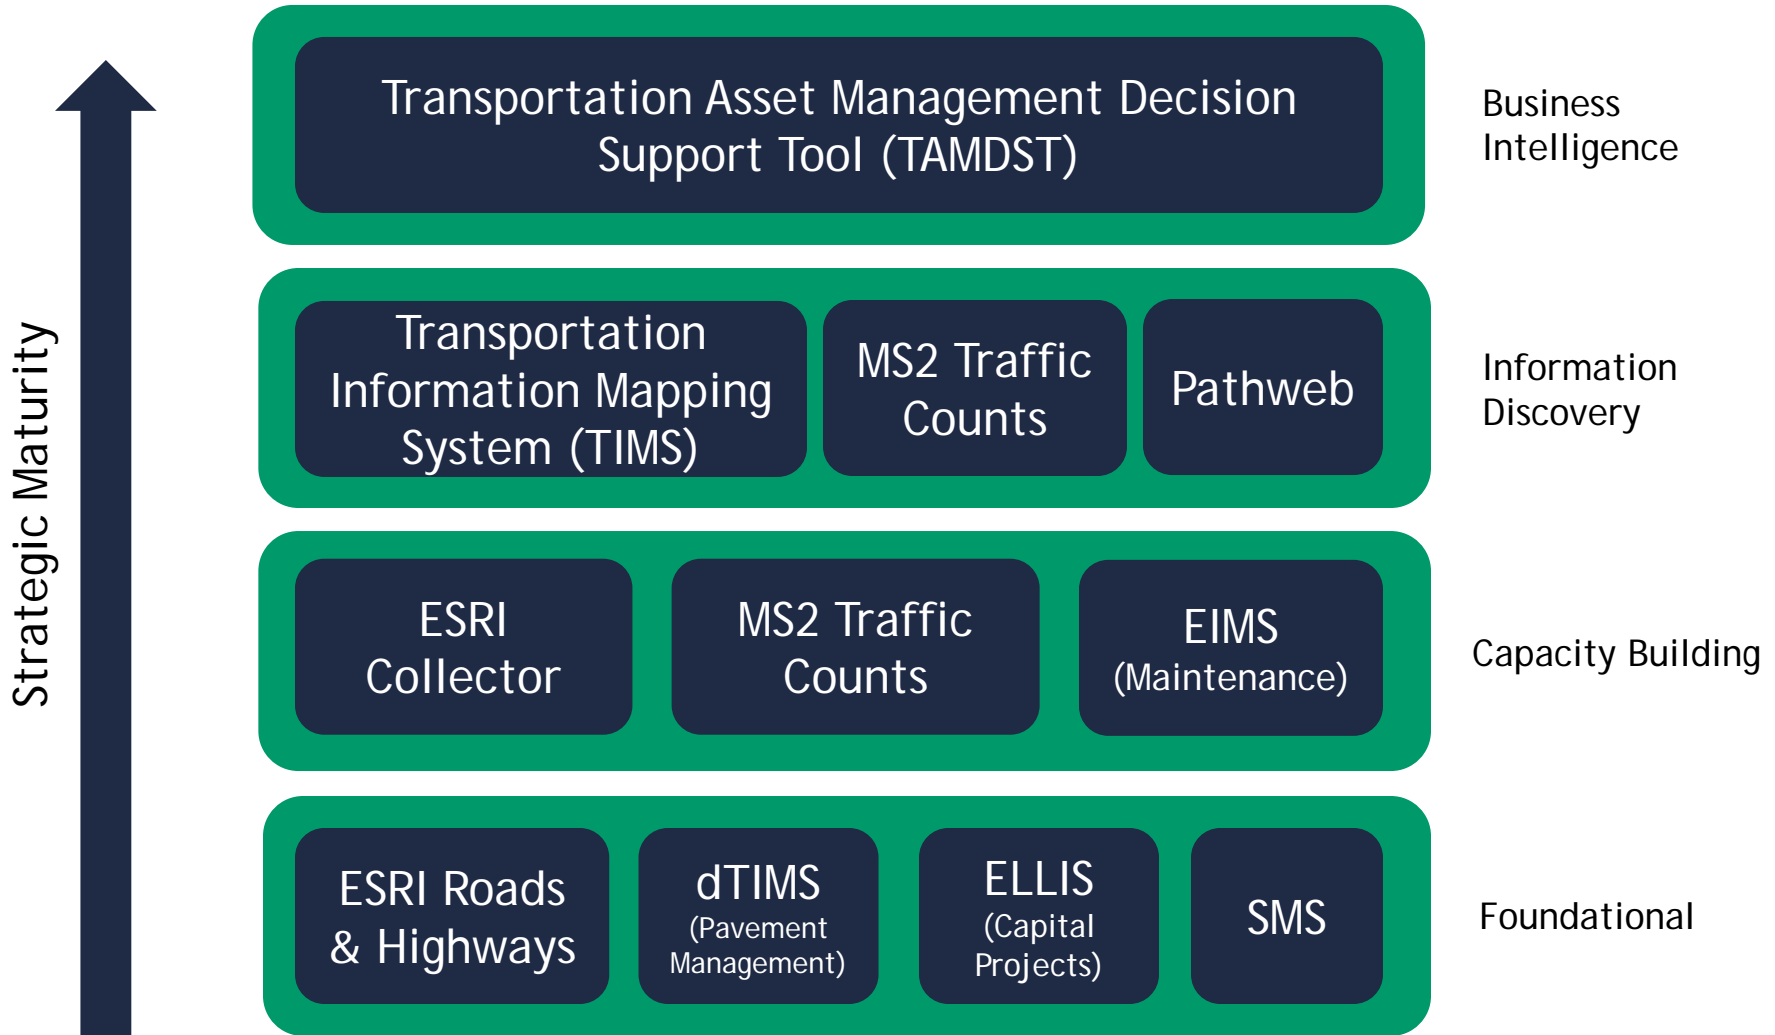 Strategic Maturity
Transportation Asset Management Decision
Support Tool (TAMDST)
Business
Intelligence
Transportation
Information Mapping
System (TIMS)
MS2 Traffic
Counts
Pathweb
Information
Discovery
ESRI
Collector
MS2 Traffic
Counts
EIMS
(Maintenance)
Capacity Building
ESRI Roads
& Highways
dTIMS
(Pavement
Management)
ELLIS
(Capital
Projects)
SMS
Foundational